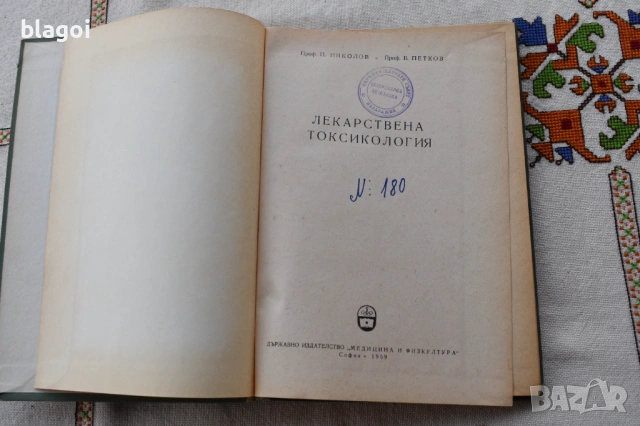 blagoi
Проф. П. НИКОЛОВ • Проф. В. ПЕТКОВ
ЛЕКАРСТВЕНА
ТОКСИКОЛОГИЯ
№: 180
ДЪРЖАВНО ИЗДАТЕЛСТВО „МЕДИЦИНА И ФИЗКУЛТУРА“
София • 1959
BAZAR